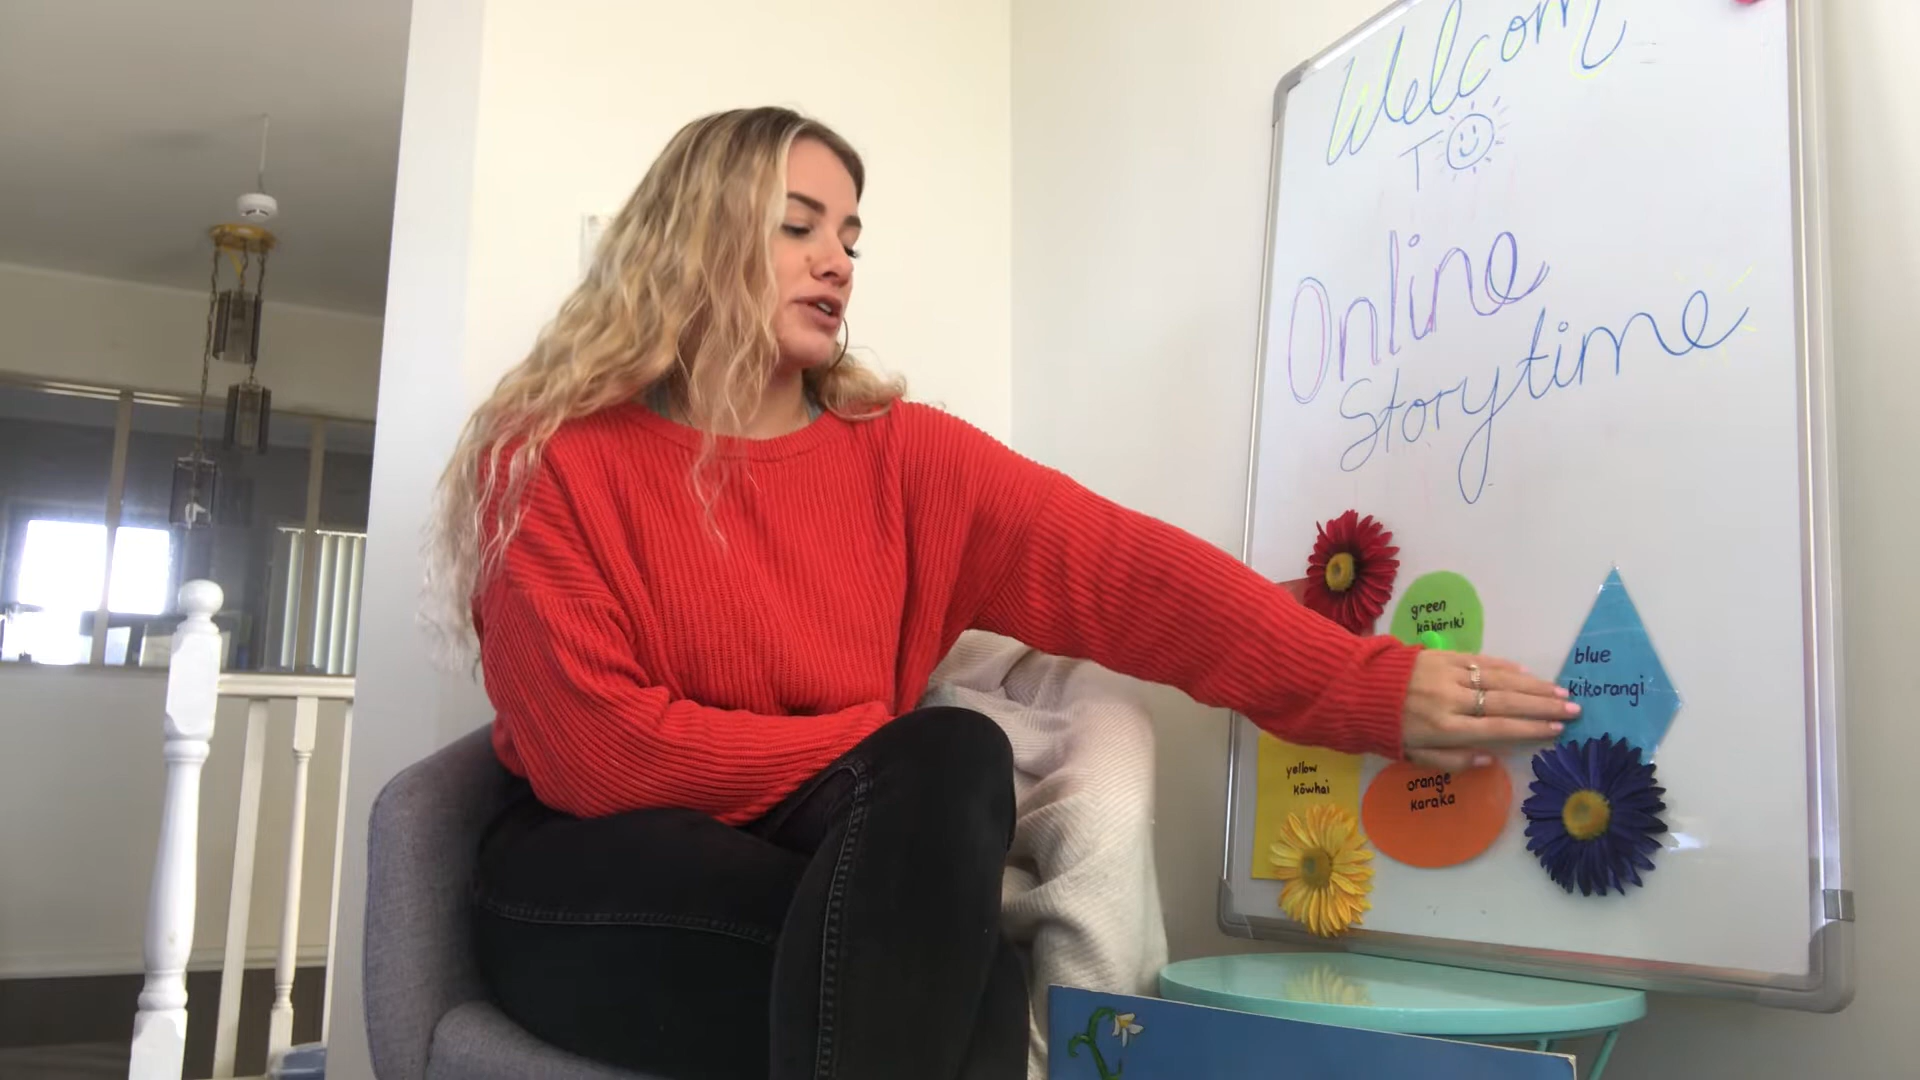 Welcom
TO
Online
Storytime
green
kākāriki
blue
kikorangi
yellow
kōwhai
orange
karaka